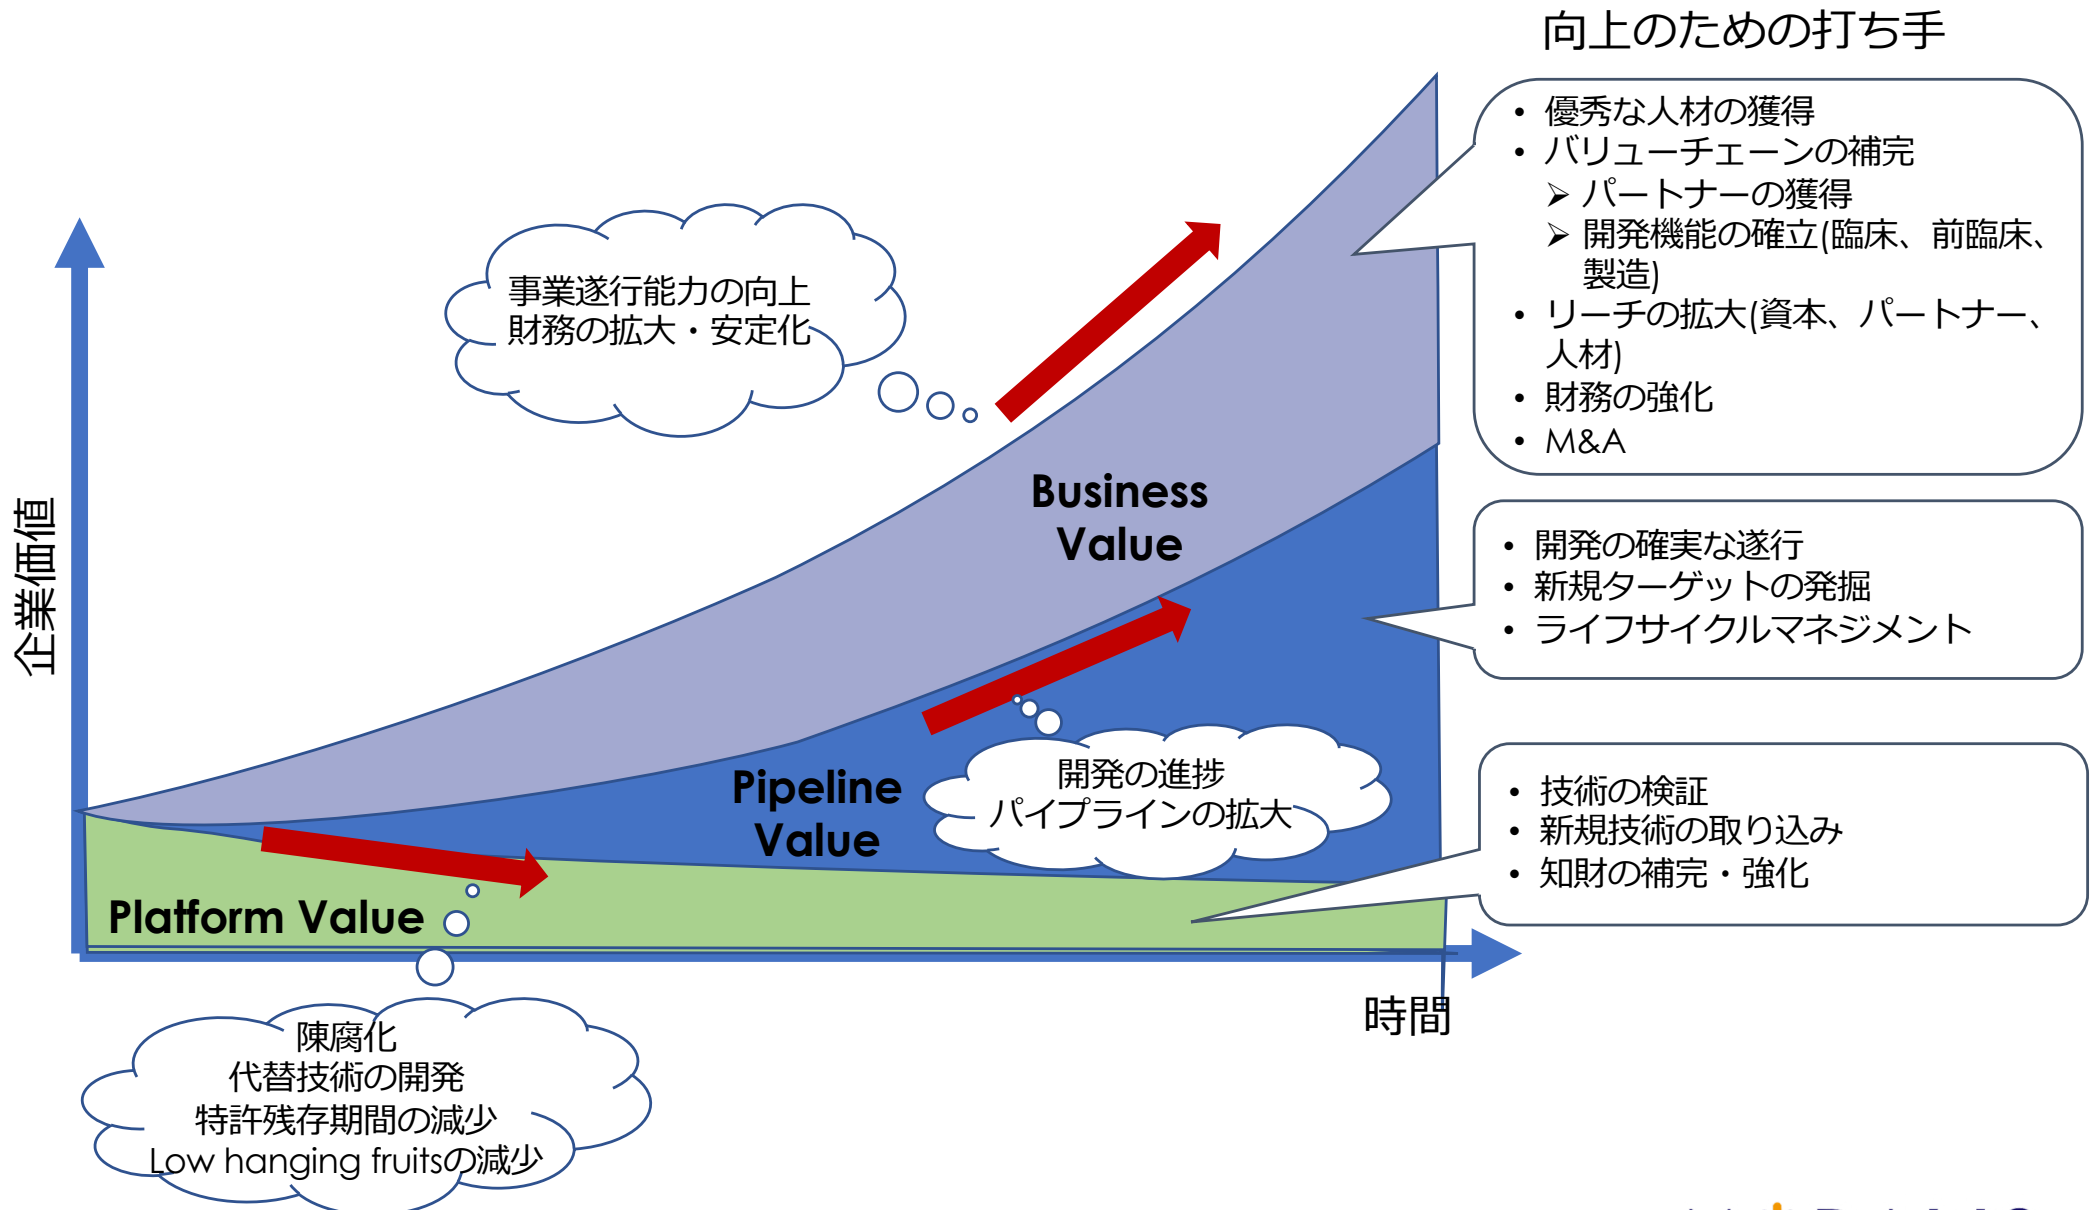 向上のための打ち手
• 優秀な人材の獲得
• バリューチェーンの補完
➢ パートナーの獲得
➢ 開発機能の確立(臨床、前臨床、
製造)
• リーチの拡大(資本、パートナー、
人材)
• 財務の強化
• M&A
事業遂行能力の向上
財務の拡大・安定化
企業価値
Business
Value
• 開発の確実な遂行
• 新規ターゲットの発掘
• ライフサイクルマネジメント
Pipeline
Value
開発の進捗
パイプラインの拡大
• 技術の検証
• 新規技術の取り込み
• 知財の補完・強化
Platform Value
時間
陳腐化
代替技術の開発
特許残存期間の減少
Low hanging fruitsの減少